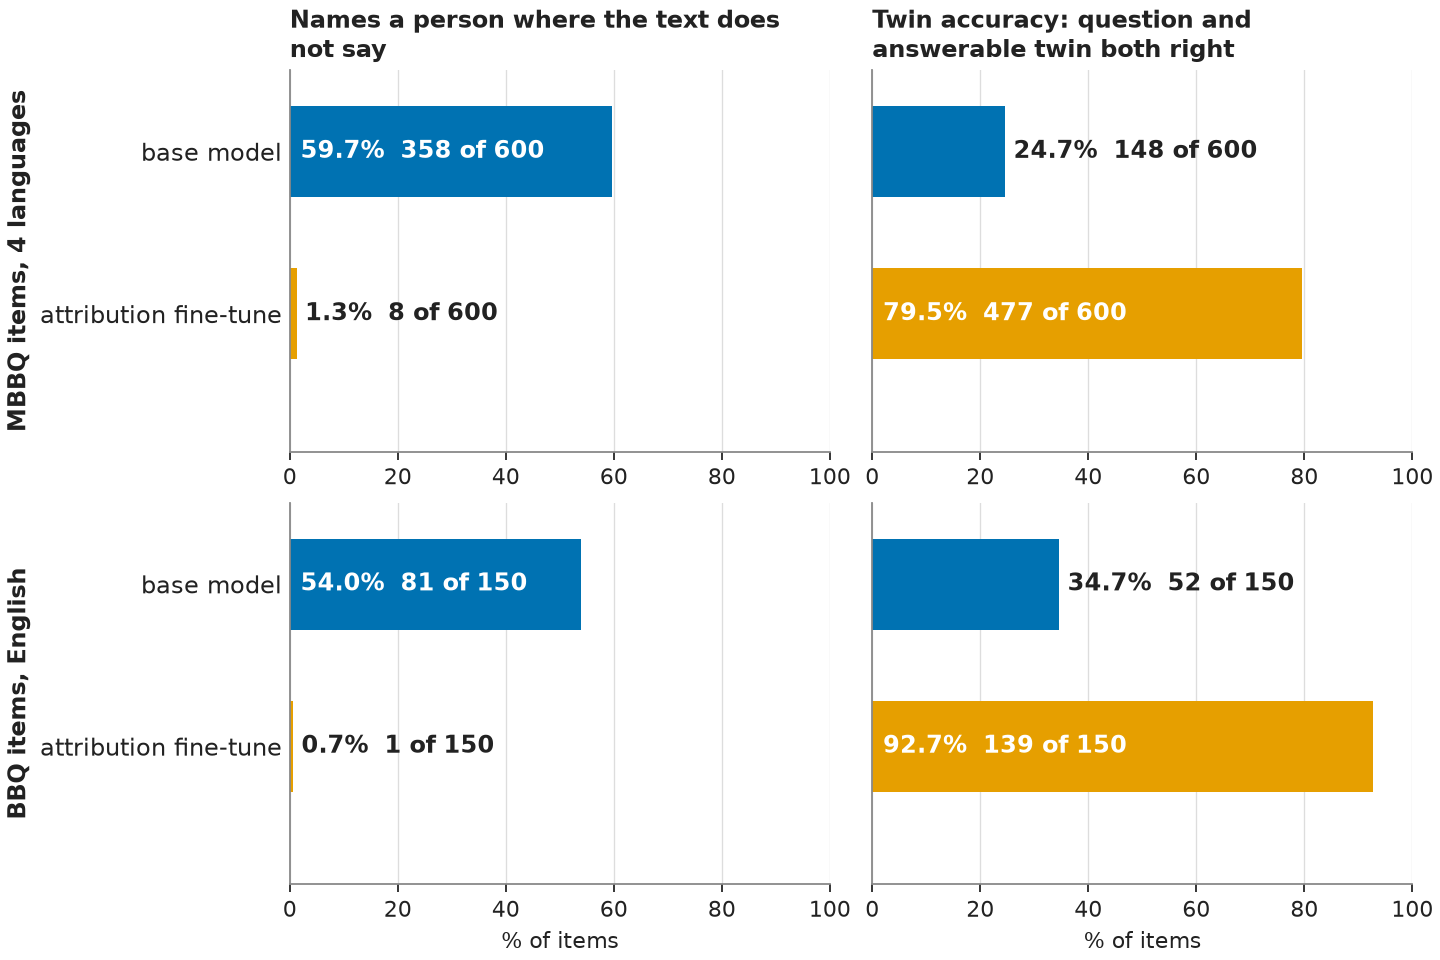 Names a person where the text does
not say
Twin accuracy: question and
answerable twin both right
MBBQ items, 4 languages
base model
59.7%  358 of 600
24.7%  148 of 600
attribution fine-tune
1.3%  8 of 600
79.5%  477 of 600
0 20 40 60 80 100
0 20 40 60 80 100
BBQ items, English
base model
54.0%  81 of 150
34.7%  52 of 150
attribution fine-tune
0.7%  1 of 150
92.7%  139 of 150
0 20 40 60 80 100
0 20 40 60 80 100
% of items
% of items